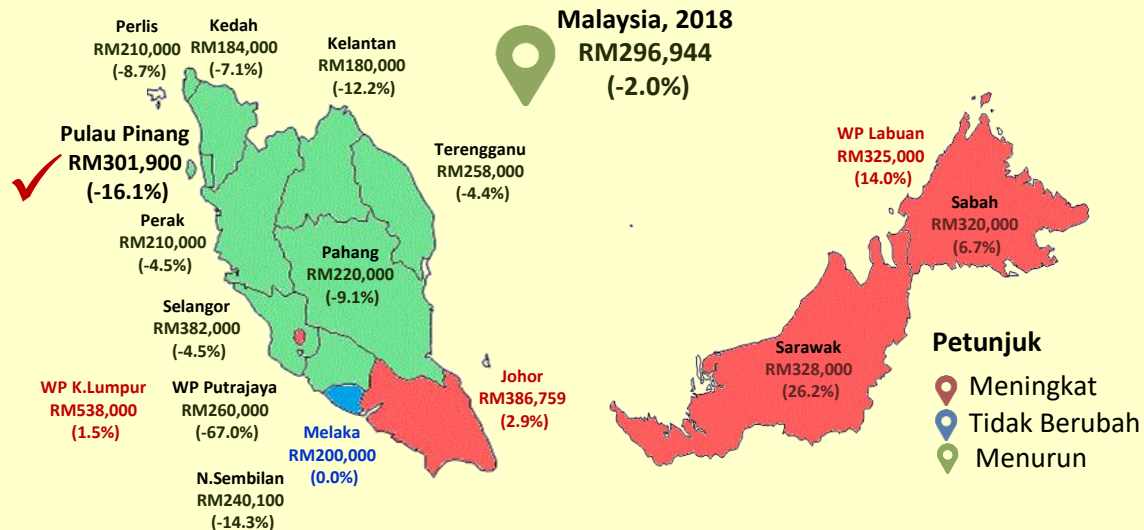 Malaysia, 2018
RM296,944
(-2.0%)
Perlis
RM210,000
(-8.7%)
Kedah
RM184,000
(-7.1%)
Kelantan
RM180,000
(-12.2%)
Pulau Pinang
RM301,900
(-16.1%)
Terengganu
RM258,000
(-4.4%)
Perak
RM210,000
(-4.5%)
Pahang
RM220,000
(-9.1%)
Selangor
RM382,000
(-4.5%)
WP K.Lumpur
RM538,000
(1.5%)
WP Putrajaya
RM260,000
(-67.0%)
Melaka
RM200,000
(0.0%)
Johor
RM386,759
(2.9%)
N.Sembilan
RM240,100
(-14.3%)
WP Labuan
RM325,000
(14.0%)
Sabah
RM320,000
(6.7%)
Sarawak
RM328,000
(26.2%)
Petunjuk
Meningkat
Tidak Berubah
Menurun